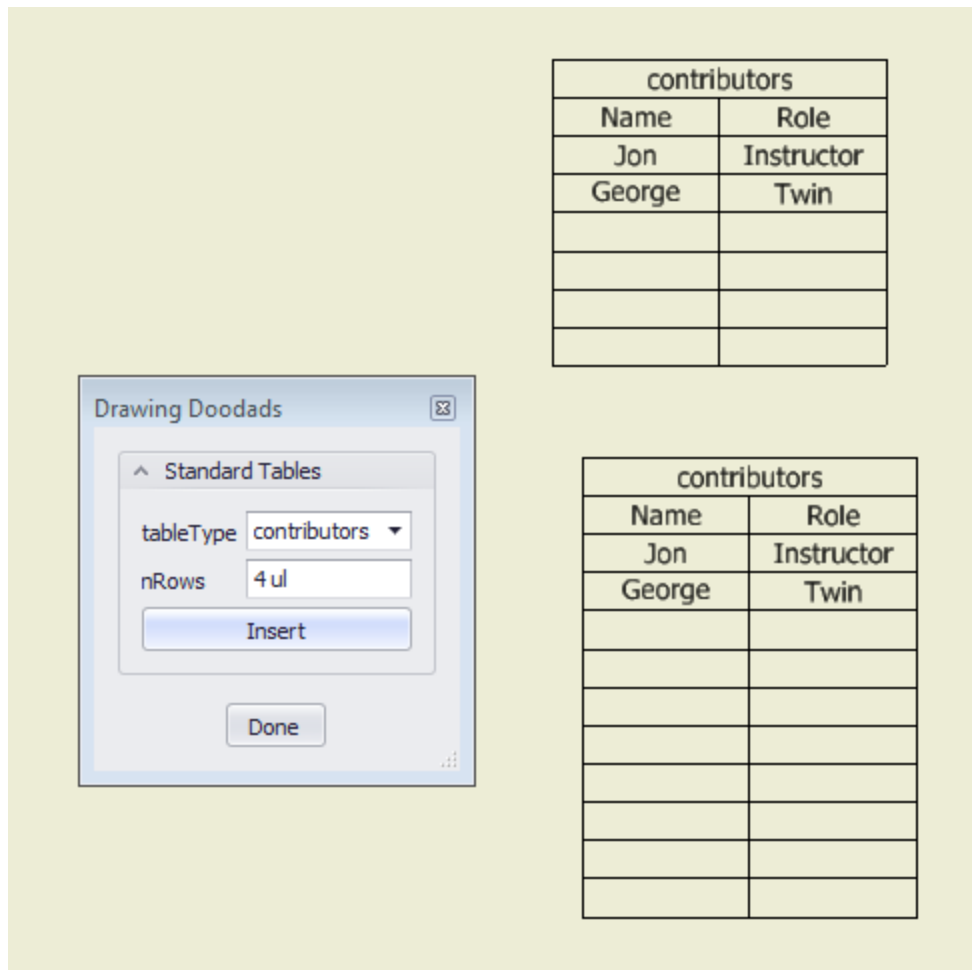 contributors
Name Role
Jon Instructor
George Twin
Drawing Doodads
Standard Tables
tableType contributors
nRows 4 ul
Insert
Done
contributors
Name Role
Jon Instructor
George Twin